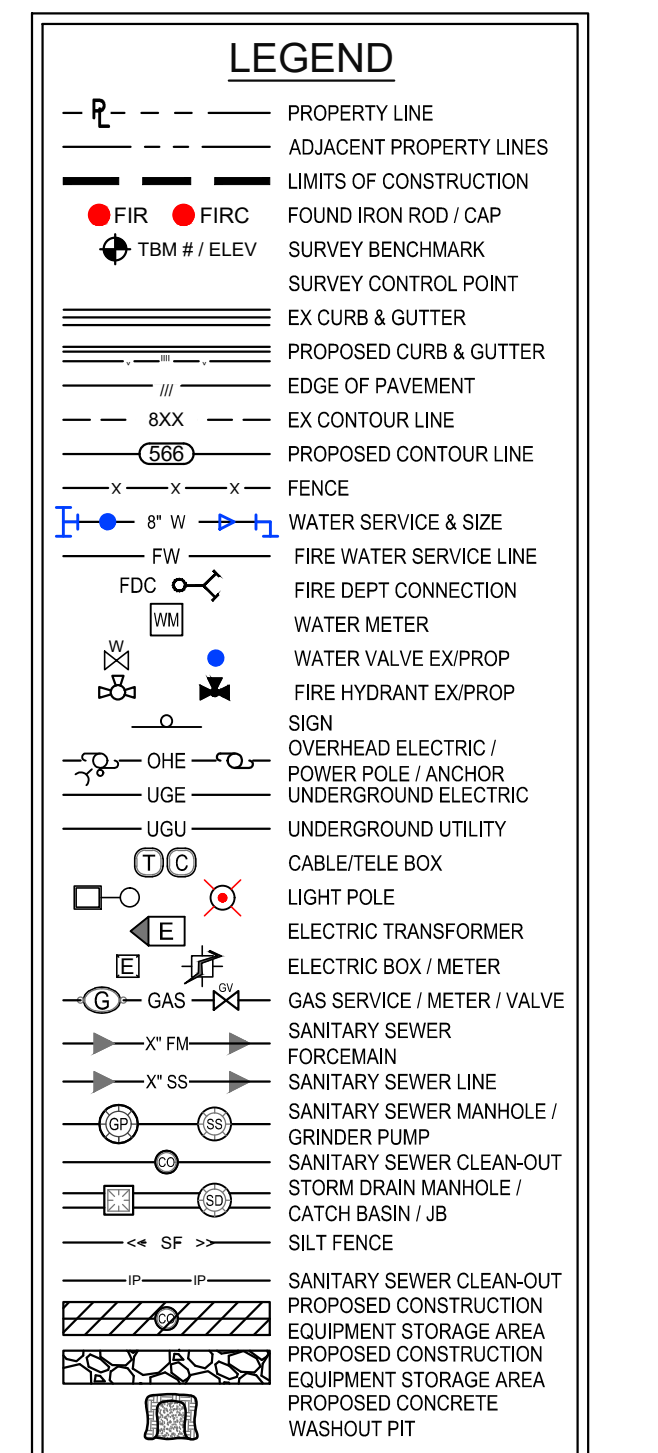 LEGEND
PL PROPERTY LINE
ADJACENT PROPERTY LINES
LIMITS OF CONSTRUCTION
FIR FIRC FOUND IRON ROD / CAP
TBM # / ELEV SURVEY BENCHMARK
SURVEY CONTROL POINT
EX CURB & GUTTER
PROPOSED CURB & GUTTER
/// EDGE OF PAVEMENT
8XX EX CONTOUR LINE
566 PROPOSED CONTOUR LINE
X X X FENCE
8" W WATER SERVICE & SIZE
FW FIRE WATER SERVICE LINE
FDC FIRE DEPT CONNECTION
WM WATER METER
W WATER VALVE EX/PROP
FIRE HYDRANT EX/PROP
SIGN
OVERHEAD ELECTRIC /
OHE
POWER POLE / ANCHOR
UGE UNDERGROUND ELECTRIC
UGU UNDERGROUND UTILITY
T C CABLE/TELE BOX
LIGHT POLE
E ELECTRIC TRANSFORMER
E ELECTRIC BOX / METER
G GAS GV GAS SERVICE / METER / VALVE
SANITARY SEWER
X" FM
FORCEMAIN
X" SS SANITARY SEWER LINE
SANITARY SEWER MANHOLE /
GP SS
GRINDER PUMP
CO SANITARY SEWER CLEAN-OUT
STORM DRAIN MANHOLE /
SD
CATCH BASIN / JB
<< SF >> SILT FENCE
IP IP SANITARY SEWER CLEAN-OUT
PROPOSED CONSTRUCTION
CO
EQUIPMENT STORAGE AREA
PROPOSED CONSTRUCTION
EQUIPMENT STORAGE AREA
PROPOSED CONCRETE
WASHOUT PIT